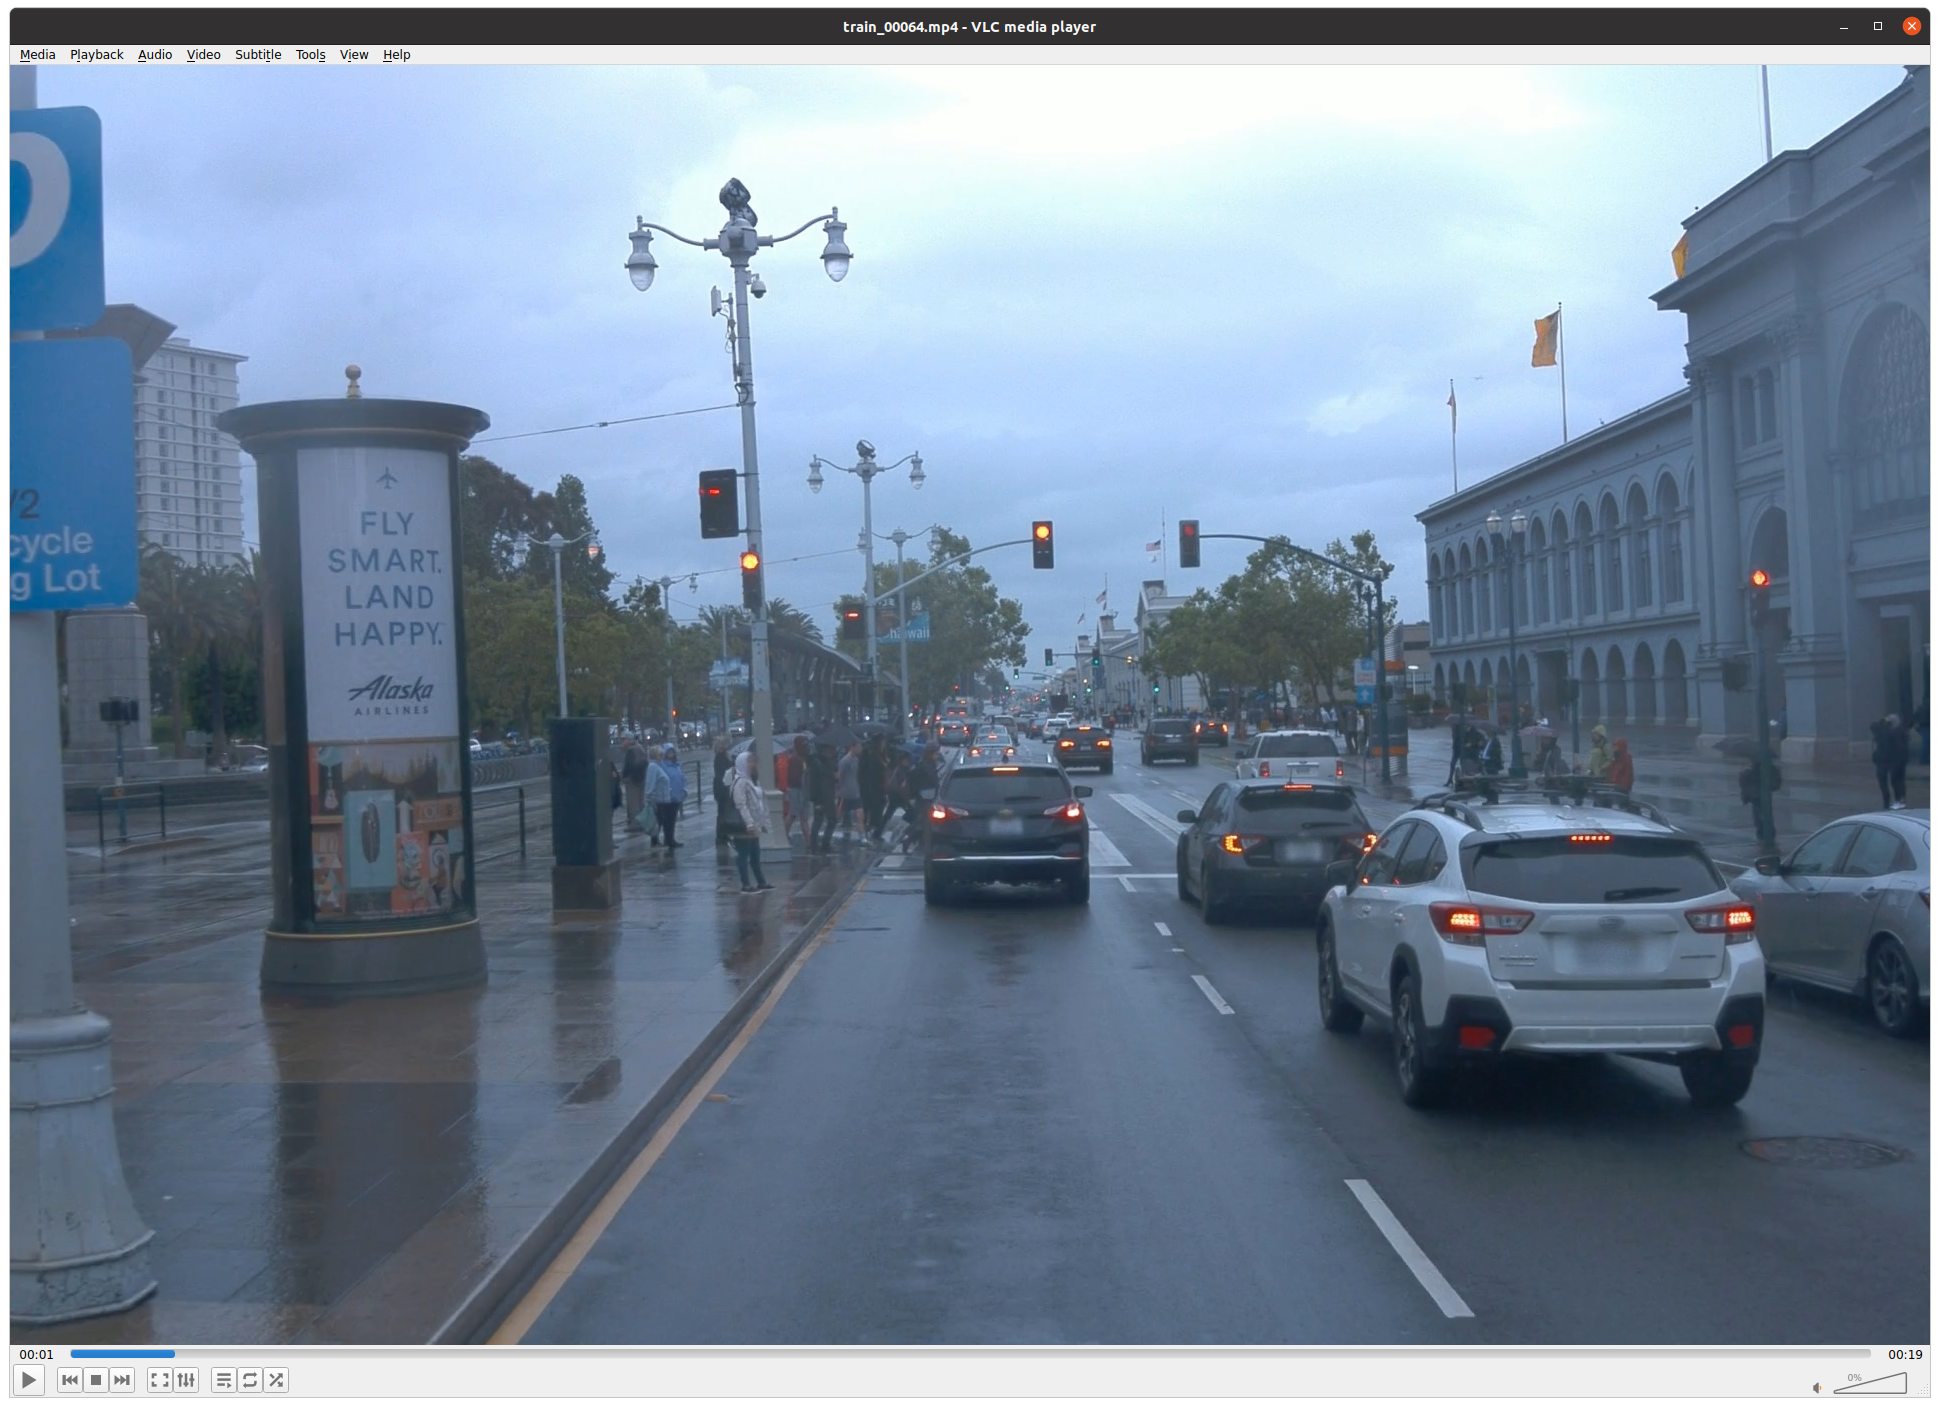 train_00064.mp4 - VLC media player
Media Playback Audio Video Subtitle Tools View Help
/2
cycle
g Lot
FLY
SMART.
LAND
HAPPY.
Alaska
AIRLINES
hawaii
00:01
00:19
0%